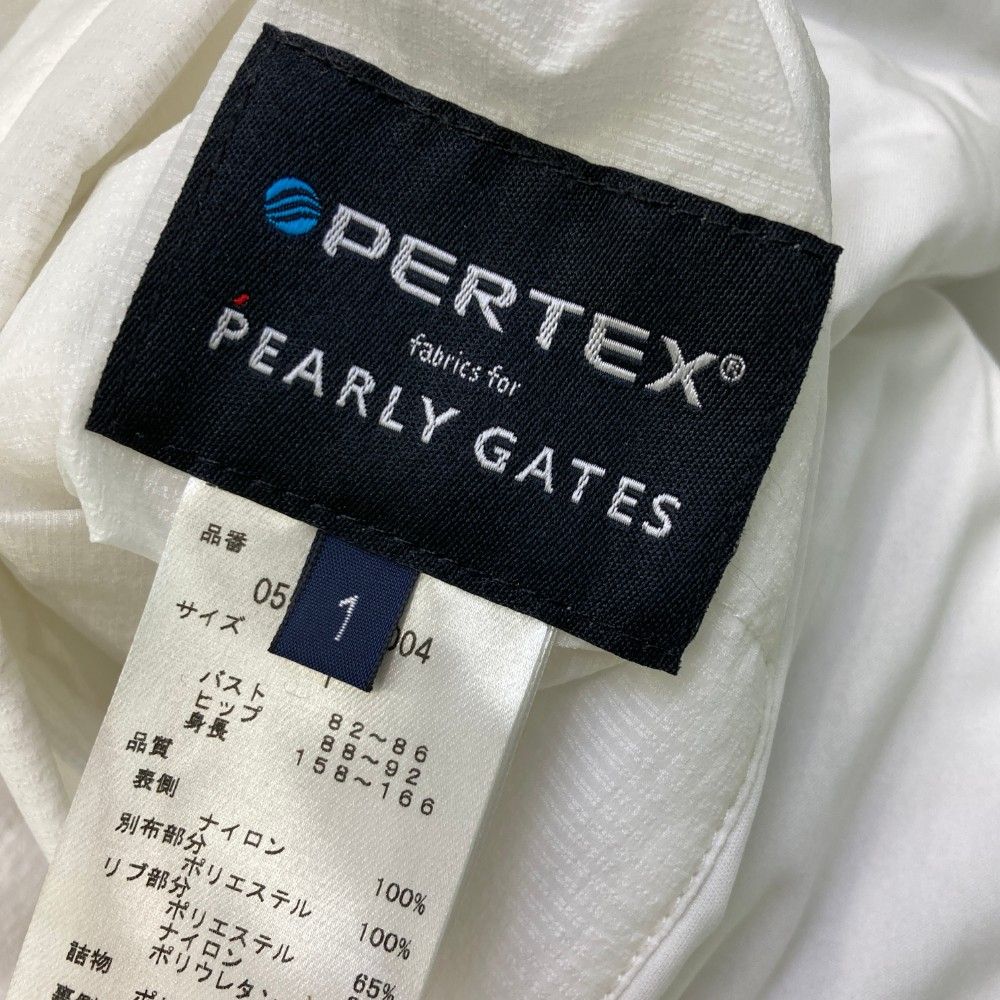 PERTEX®
fabrics for
PEARLY GATES
1
品番
05 004
サイズ
バスト 82～86
ヒップ 88～92
身長 158～166
品質
表側
ナイロン 100%
別布部分
ポリエステル 100%
リブ部分
ポリエステル 65%
ナイロン
ポリウレタン
詰物
裏側